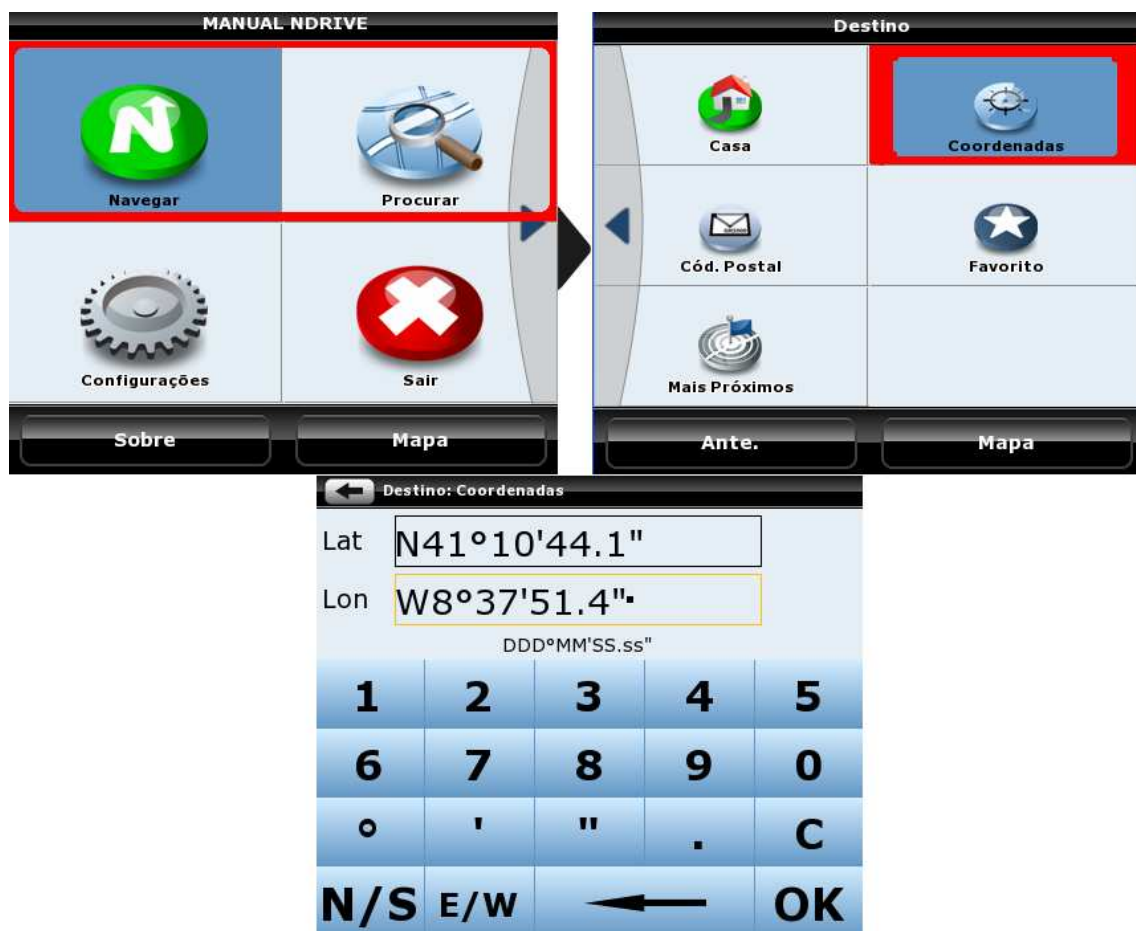 MANUAL NDRIVE
Navegar
Procurar
Configurações
Sair
Sobre
Mapa
Destino
Casa
Coordenadas
Cód. Postal
Favorito
Mais Próximos
Ante.
Mapa
Destino: Coordenadas
Lat N41°10'44.1"
Lon W8°37'51.4"
DDD°MM'SS.ss"
1 2 3 4 5
6 7 8 9 0
° ' " . C
N/S E/W OK